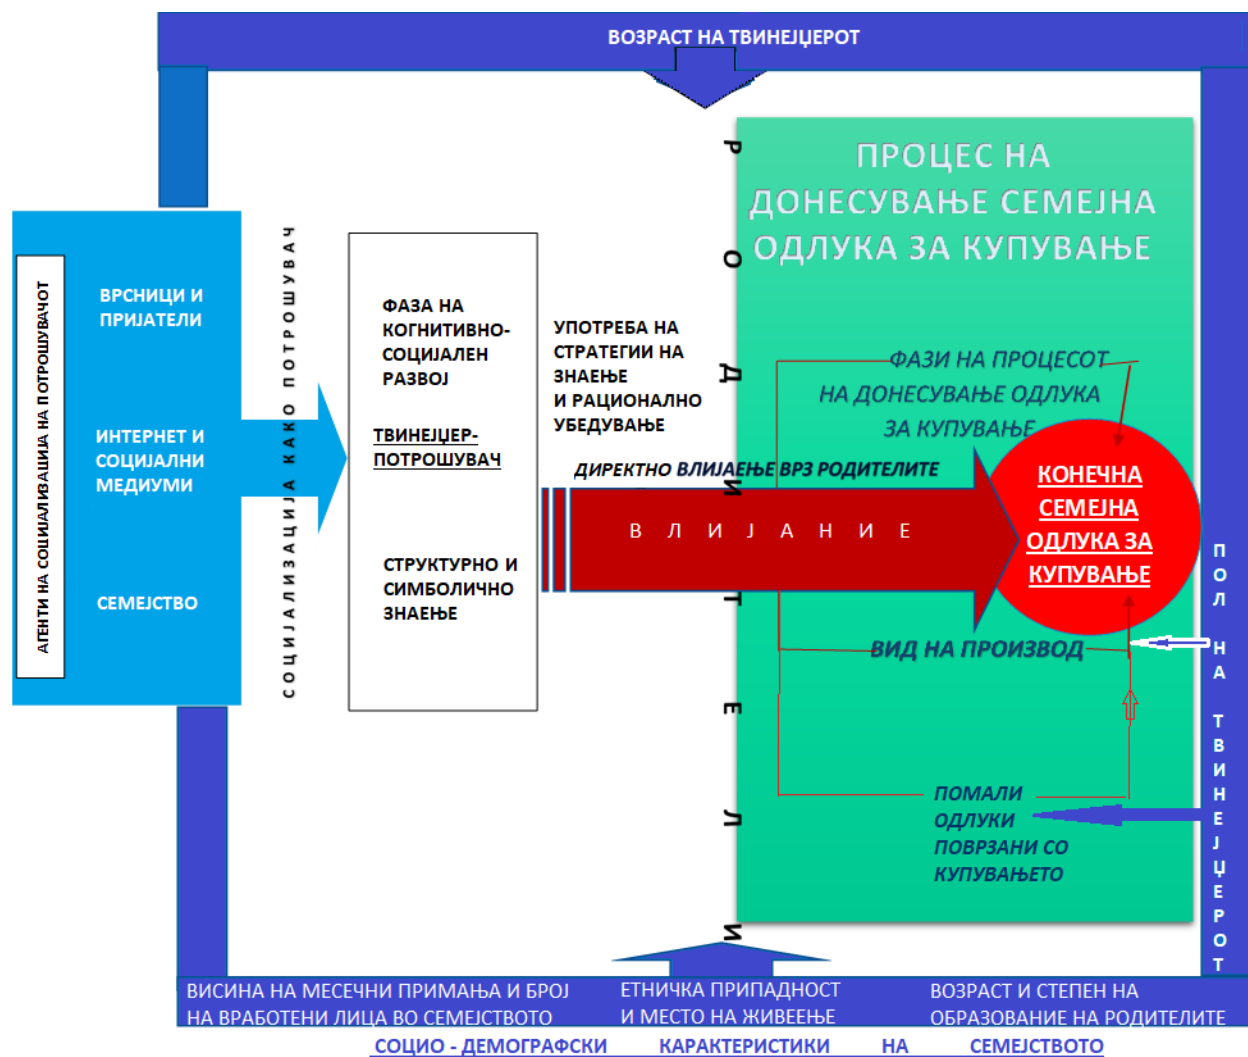 ВОЗРАСТ НА ТВИНЕЈЏЕРОТ
АГЕНТИ НА СОЦИЈАЛИЗАЦИЈА НА ПОТРОШУВАЧОТ
ВРСНИЦИ И
ПРИЈАТЕЛИ
ИНТЕРНЕТ И
СОЦИЈАЛНИ
МЕДИУМИ
СЕМЕЈСТВО
СОЦИЈАЛИЗАЦИЈА КАКО ПОТРОШУВАЧ
ФАЗА НА
КОГНИТИВНО-
СОЦИЈАЛЕН
РАЗВОЈ
ТВИНЕЈЏЕР-
ПОТРОШУВАЧ
СТРУКТУРНО И
СИМБОЛИЧНО
ЗНАЕЊЕ
УПОТРЕБА НА
СТРАТЕГИИ НА
ЗНАЕЊЕ
И РАЦИОНАЛНО
УБЕДУВАЊЕ
ДИРЕКТНО ВЛИЈАЕЊЕ ВРЗ РОДИТЕЛИТЕ
ВЛИЈАНИЕ
РОДИТЕЛИ
ПРОЦЕС НА
ДОНЕСУВАЊЕ СЕМЕЈНА
ОДЛУКА ЗА КУПУВАЊЕ
ФАЗИ НА ПРОЦЕСОТ
НА ДОНЕСУВАЊЕ ОДЛУКА
ЗА КУПУВАЊЕ
КОНЕЧНА
СЕМЕЈНА
ОДЛУКА ЗА
КУПУВАЊЕ
ВИД НА ПРОИЗВОД
ПОМАЛИ
ОДЛУКИ
ПОВРЗАНИ СО
КУПУВАЊЕТО
ПОЛ НА ТВИНЕЈЏЕРОТ
ВИСИНА НА МЕСЕЧНИ ПРИМАЊА И БРОЈ
НА ВРАБОТЕНИ ЛИЦА ВО СЕМЕЈСТВОТО
ЕТНИЧКА ПРИПАДНОСТ
И МЕСТО НА ЖИВЕЕЊЕ
ВОЗРАСТ И СТЕПЕН НА
ОБРАЗОВАНИЕ НА РОДИТЕЛИТЕ
СОЦИО - ДЕМОГРАФСКИ КАРАКТЕРИСТИКИ НА СЕМЕЈСТВОТО